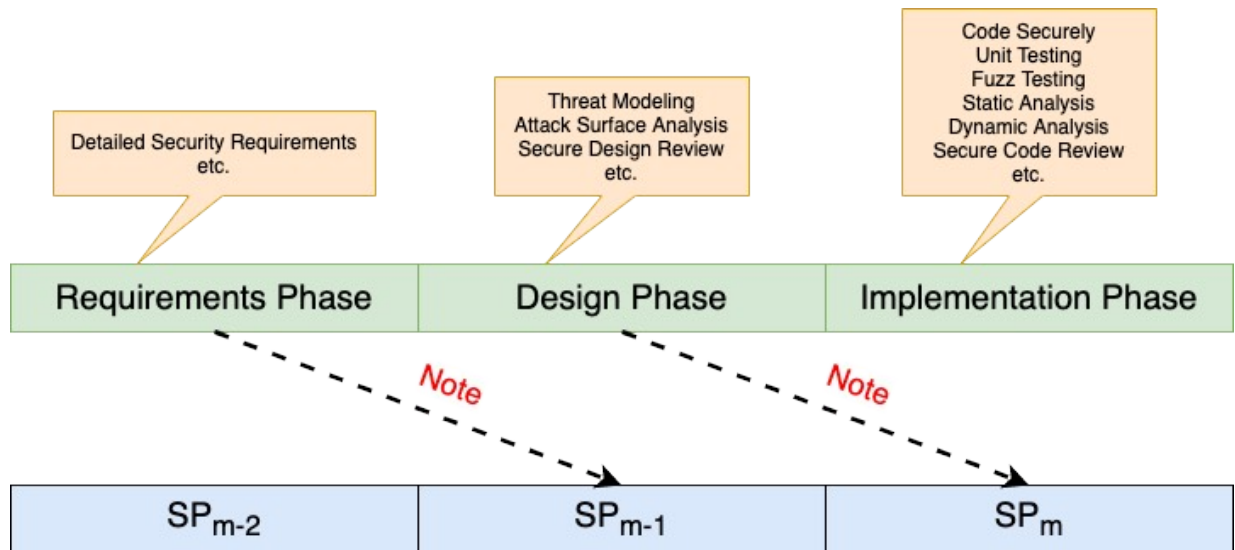 Detailed Security Requirements
etc.
Threat Modeling
Attack Surface Analysis
Secure Design Review
etc.
Code Securely
Unit Testing
Fuzz Testing
Static Analysis
Dynamic Analysis
Secure Code Review
etc.
Requirements Phase
Design Phase
Implementation Phase
Note
Note
SPm-2
SPm-1
SPm